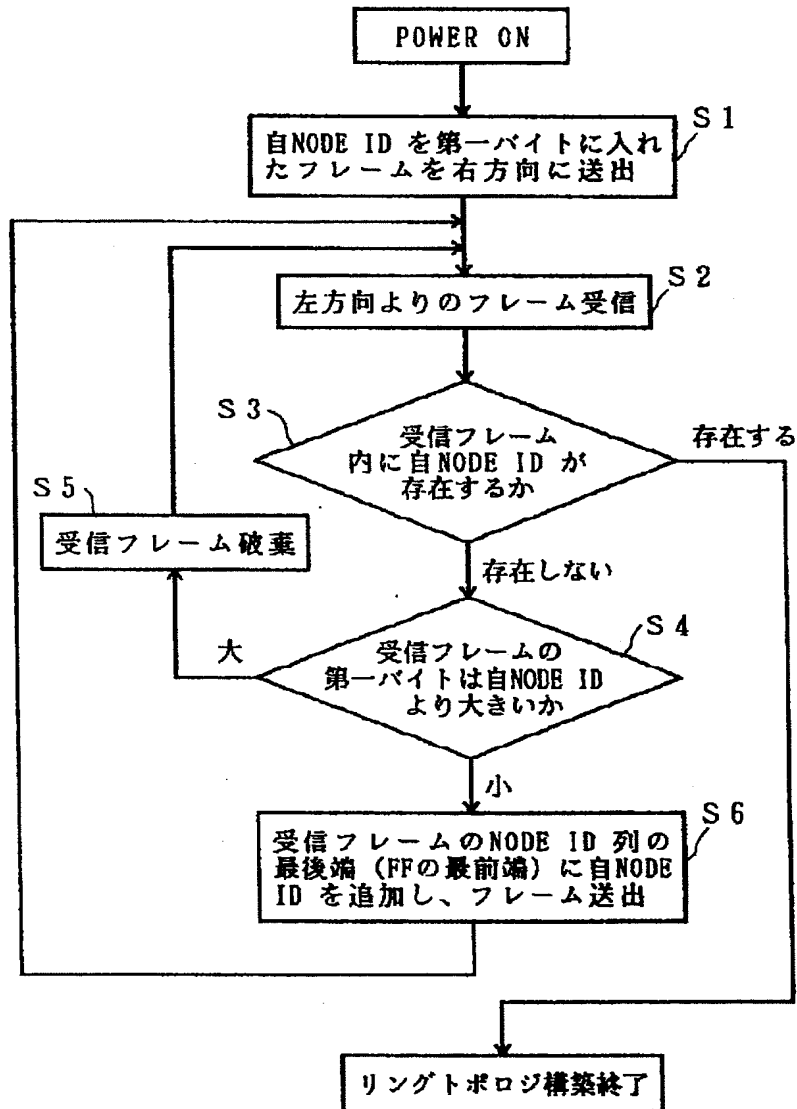 POWER ON
S1
自NODE ID を第一バイトに入れ
たフレームを右方向に送出
S2
左方向よりのフレーム受信
S3
受信フレーム
内に自NODE ID が
存在するか
存在する
S5
受信フレーム破棄
存在しない
S4
大
受信フレームの
第一バイトは自NODE ID
より大きいか
小
S6
受信フレームのNODE ID 列の
最後端（FFの最前端）に自NODE
ID を追加し、フレーム送出
リングトポロジ構築終了